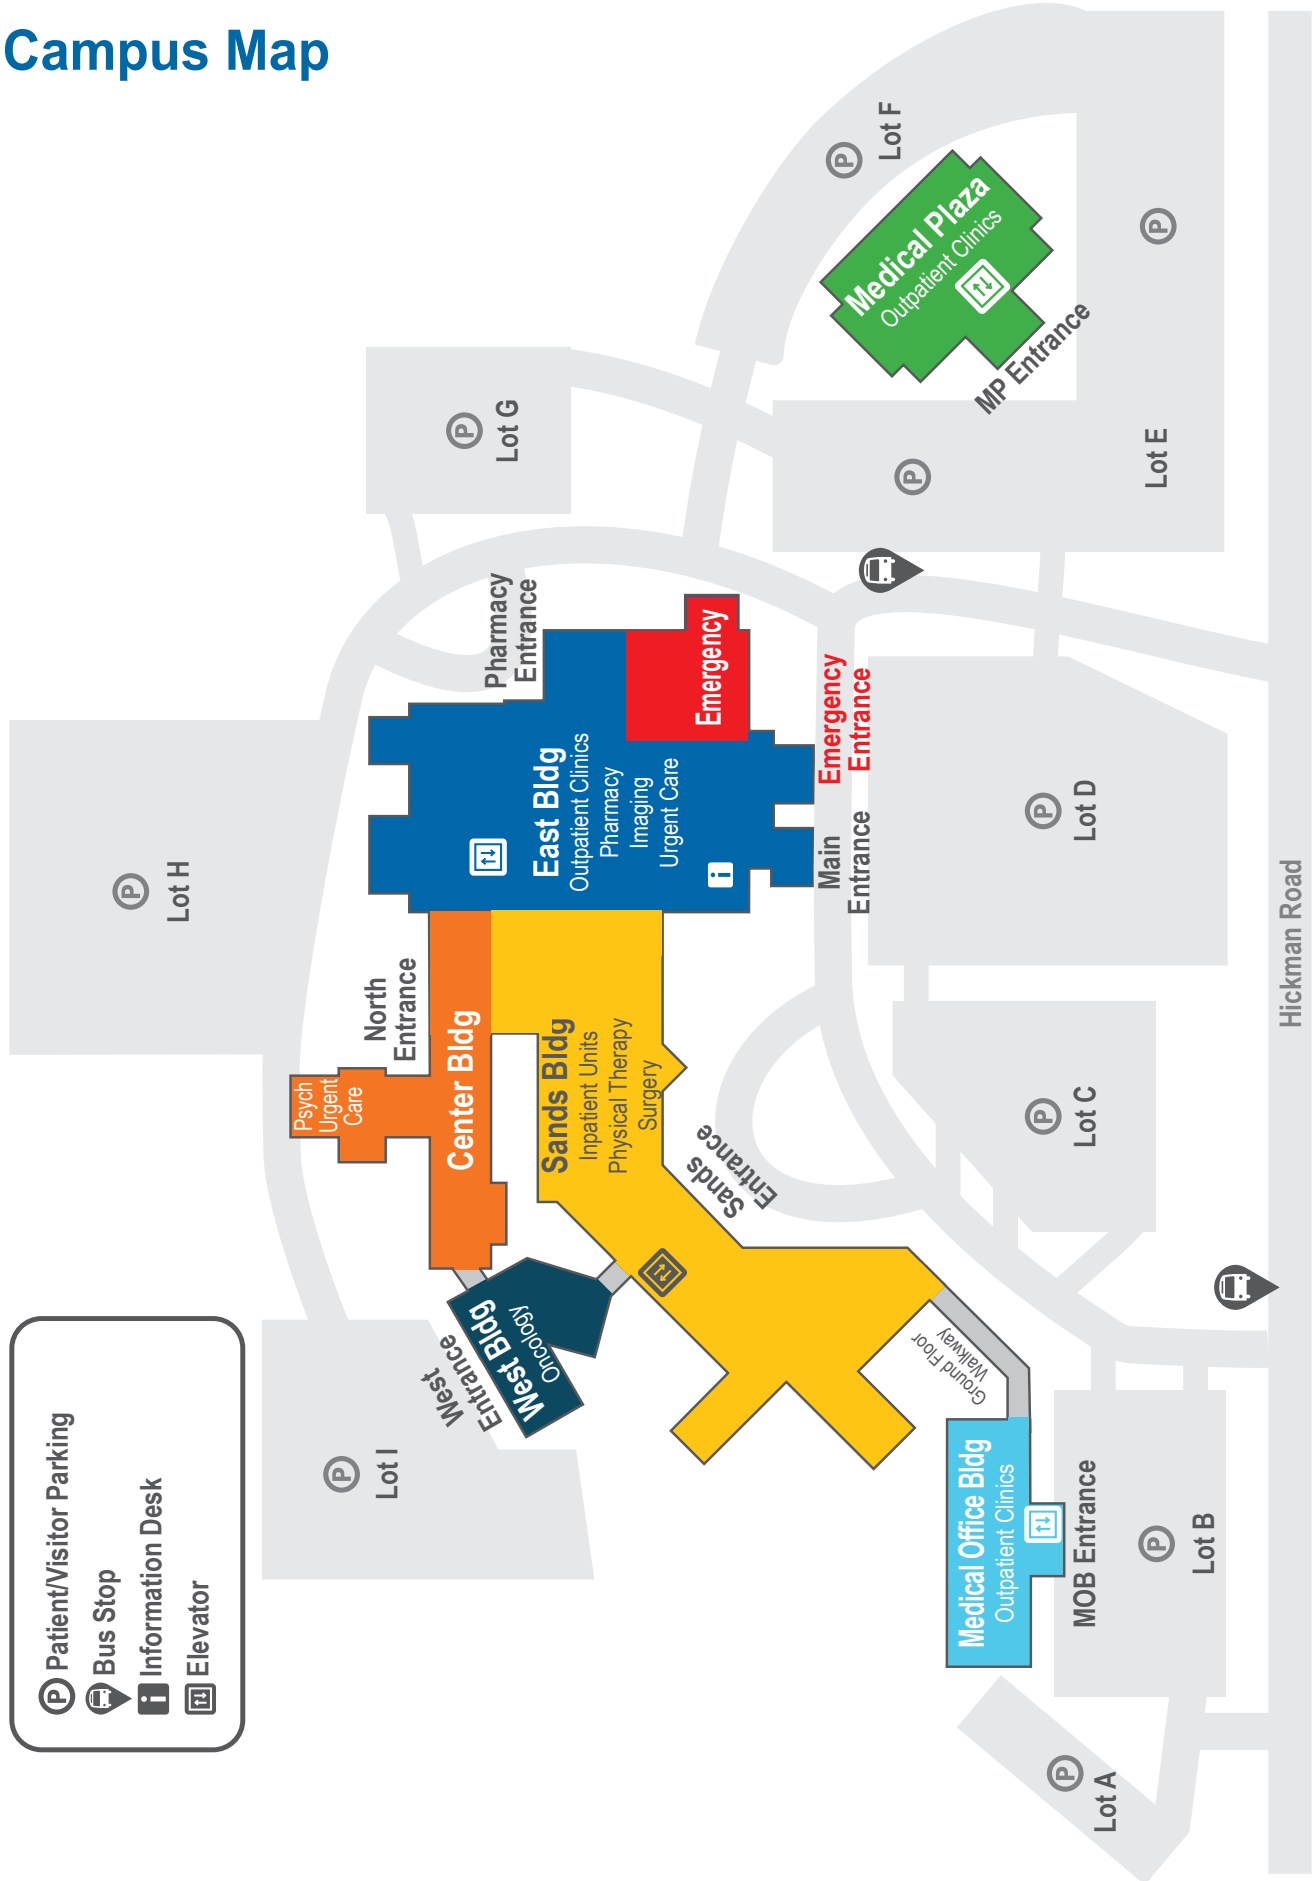 Campus Map
P Patient/Visitor Parking
Bus Stop
i Information Desk
Elevator
P
Lot H
P
Lot G
P
Lot F
Medical Plaza
Outpatient Clinics
MP Entrance
P
P
Lot E
Pharmacy
Entrance
Emergency
Emergency
Entrance
East Bldg
Outpatient Clinics
Pharmacy
Imaging
Urgent Care
i
Main
Entrance
P
Lot D
North
Entrance
Psych
Urgent
Care
Center Bldg
Sands Bldg
Inpatient Units
Physical Therapy
Surgery
Sands
Entrance
P
Lot C
West Bldg
Oncology
West
Entrance
P
Lot I
Ground Floor
Walkway
Medical Office Bldg
Outpatient Clinics
MOB Entrance
P
Lot B
P
Lot A
Hickman Road